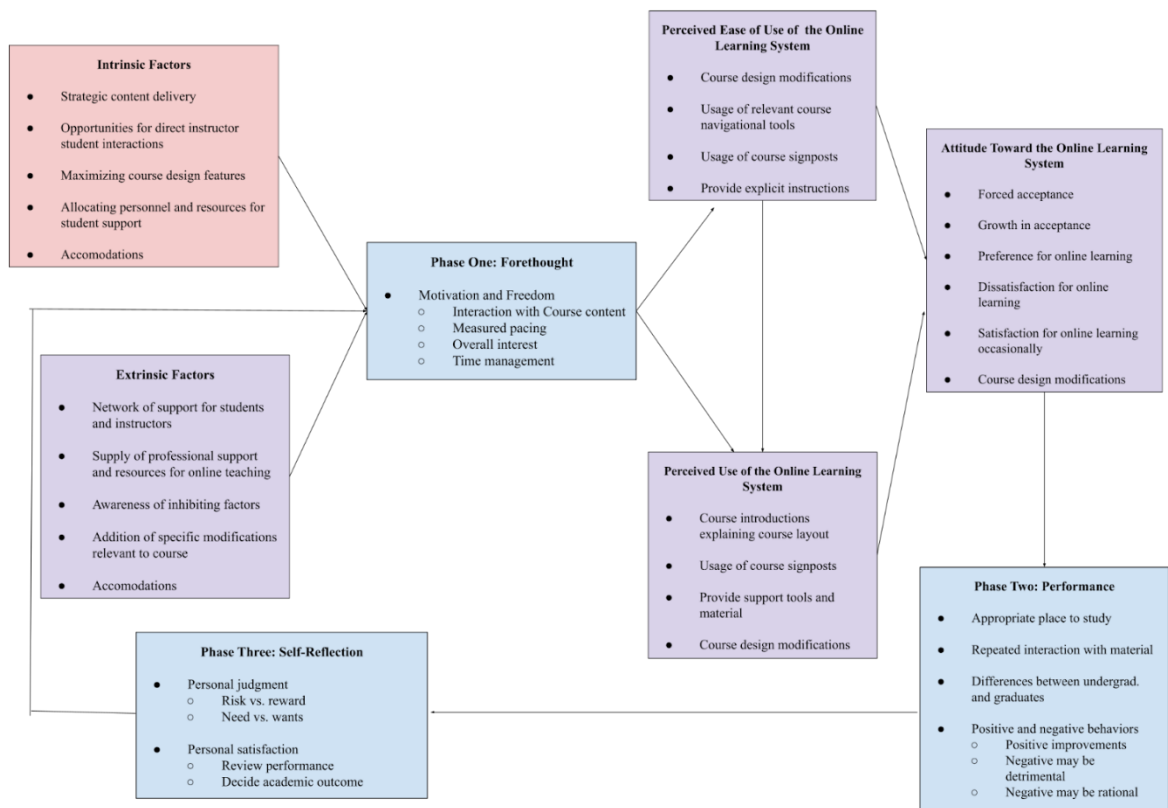 Intrinsic Factors
● Strategic content delivery
● Opportunities for direct instructor
student interactions
● Maximizing course design features
● Allocating personnel and resources for
student support
● Accomodations
Extrinsic Factors
● Network of support for students
and instructors
● Supply of professional support
and resources for online teaching
● Awareness of inhibiting factors
● Addition of specific modifications
relevant to course
● Accomodations
Phase One: Forethought
● Motivation and Freedom
○ Interaction with Course content
○ Measured pacing
○ Overall interest
○ Time management
Perceived Ease of Use of the Online
Learning System
● Course design modifications
● Usage of relevant course
navigational tools
● Usage of course signposts
● Provide explicit instructions
Perceived Use of the Online Learning
System
● Course introductions
explaining course layout
● Usage of course signposts
● Provide support tools and
material
● Course design modifications
Attitude Toward the Online Learning
System
● Forced acceptance
● Growth in acceptance
● Preference for online learning
● Dissatisfaction for online
learning
● Satisfaction for online learning
occasionally
● Course design modifications
Phase Two: Performance
● Appropriate place to study
● Repeated interaction with material
● Differences between undergrad.
and graduates
● Positive and negative behaviors
○ Positive improvements
○ Negative may be
detrimental
○ Negative may be rational
Phase Three: Self-Reflection
● Personal judgment
○ Risk vs. reward
○ Need vs. wants
● Personal satisfaction
○ Review performance
○ Decide academic outcome